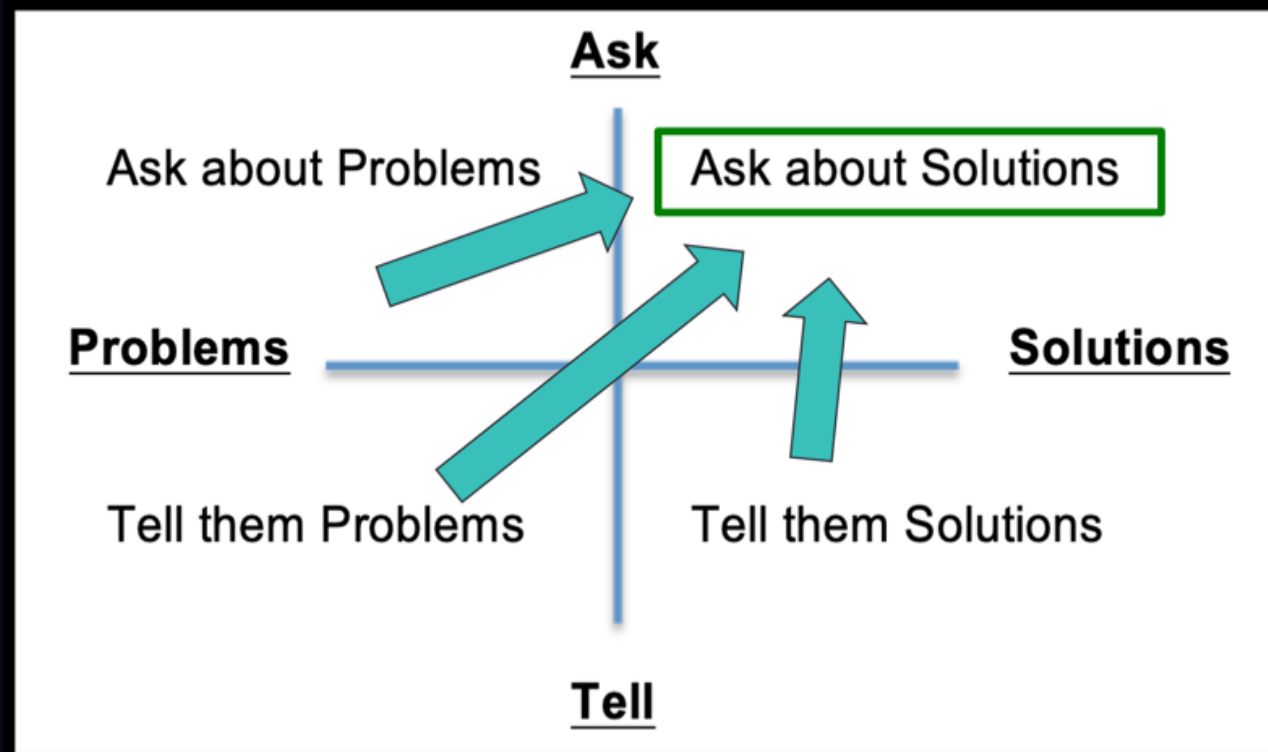 Ask
Ask about Problems
Ask about Solutions
Problems
Solutions
Tell them Problems
Tell them Solutions
Tell